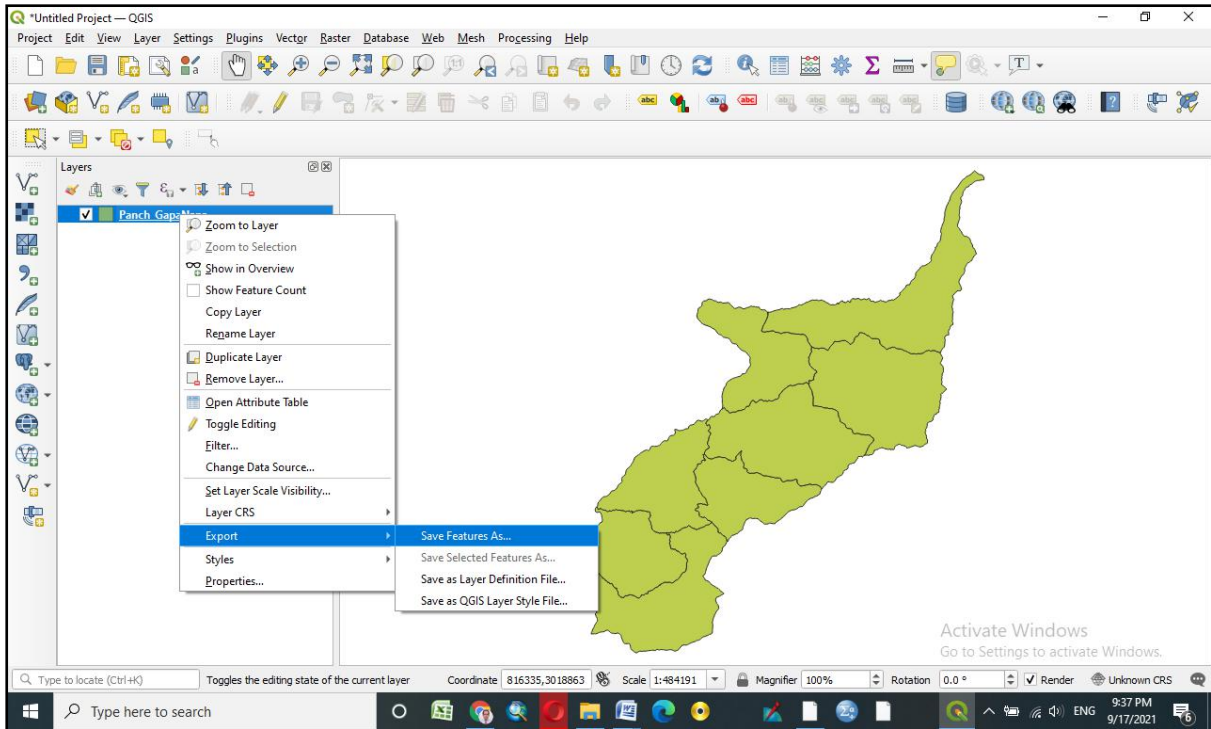 *Untitled Project — QGIS
Project Edit View Layer Settings Plugins Vector Raster Database Web Mesh Processing Help
Layers
Panch_Gapa
Zoom to Layer
Zoom to Selection
Show in Overview
Show Feature Count
Copy Layer
Rename Layer
Duplicate Layer
Remove Layer...
Open Attribute Table
Toggle Editing
Filter...
Change Data Source...
Set Layer Scale Visibility...
Layer CRS
Export
Styles
Properties...
Save Features As...
Save Selected Features As...
Save as Layer Definition File...
Save as QGIS Layer Style File...
Activate Windows
Go to Settings to activate Windows.
Type to locate (Ctrl+K) Toggles the editing state of the current layer Coordinate 816335,3018863 Scale 1:484191 Magnifier 100% Rotation 0.0 ° Render Unknown CRS
Type here to search ENG 9:37 PM
9/17/2021 6